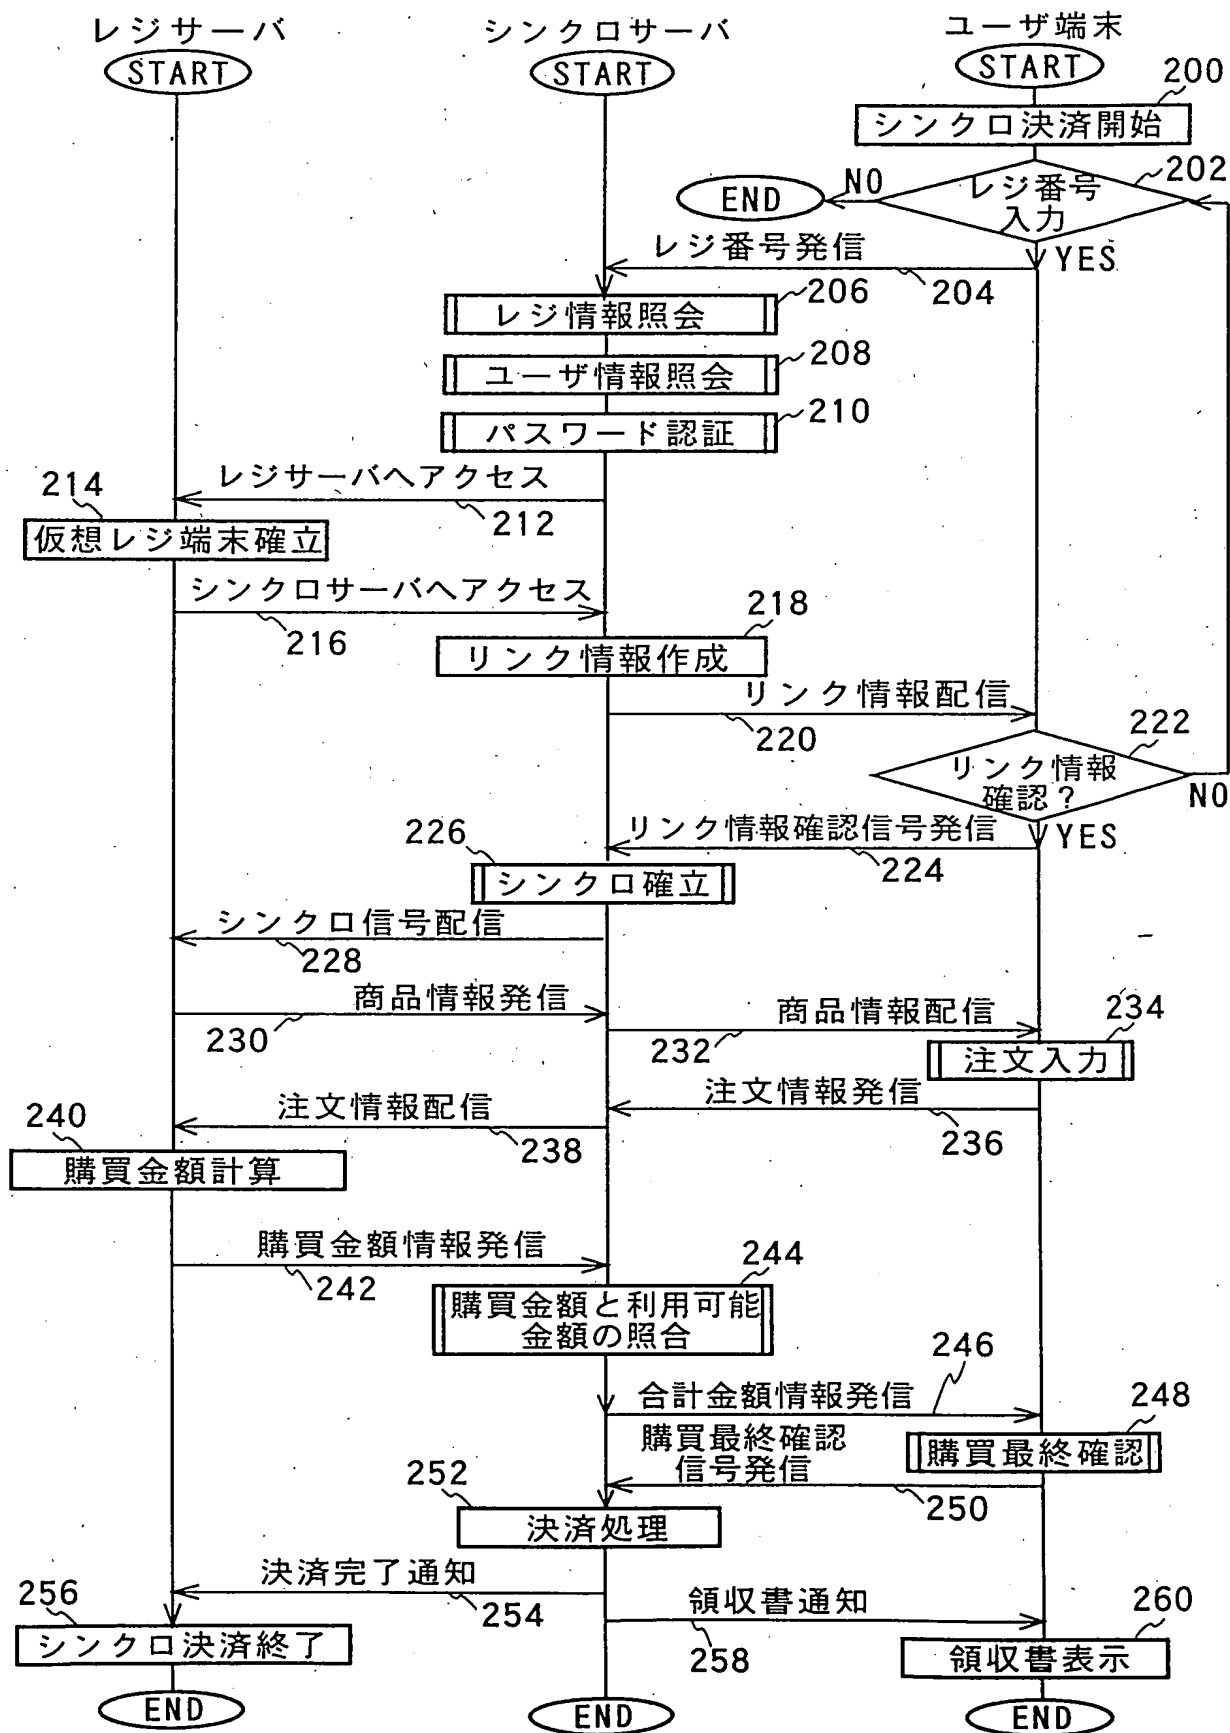 レジサーバ
シンクロサーバ
ユーザ端末
START
START
START
200
シンクロ決済開始
202
レジ番号
入力
NO
END
YES
レジ番号発信
204
206
レジ情報照会
208
ユーザ情報照会
210
パスワード認証
レジサーバへアクセス
212
214
仮想レジ端末確立
シンクロサーバへアクセス
216
218
リンク情報作成
リンク情報配信
220
222
リンク情報
確認？
NO
YES
リンク情報確認信号発信
224
226
シンクロ確立
シンクロ信号配信
228
商品情報発信
230
商品情報配信
232
234
注文入力
注文情報発信
236
注文情報配信
238
240
購買金額計算
購買金額情報発信
242
244
購買金額と利用可能
金額の照合
246
合計金額情報発信
248
購買最終確認
購買最終確認
信号発信
250
252
決済処理
決済完了通知
254
256
シンクロ決済終了
領収書通知
258
260
領収書表示
END
END
END